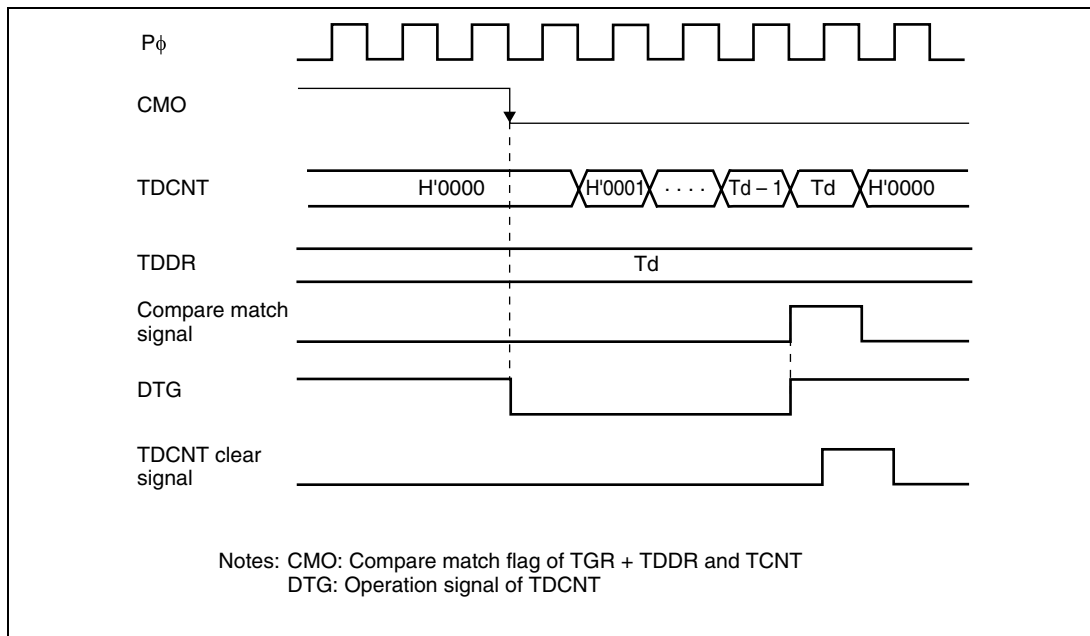 Pϕ
CMO
TDCNT H'0000 H'0001 · · · · Td – 1 Td H'0000
TDDR Td
Compare match
signal
DTG
TDCNT clear
signal
Notes: CMO: Compare match flag of TGR + TDDR and TCNT
DTG: Operation signal of TDCNT